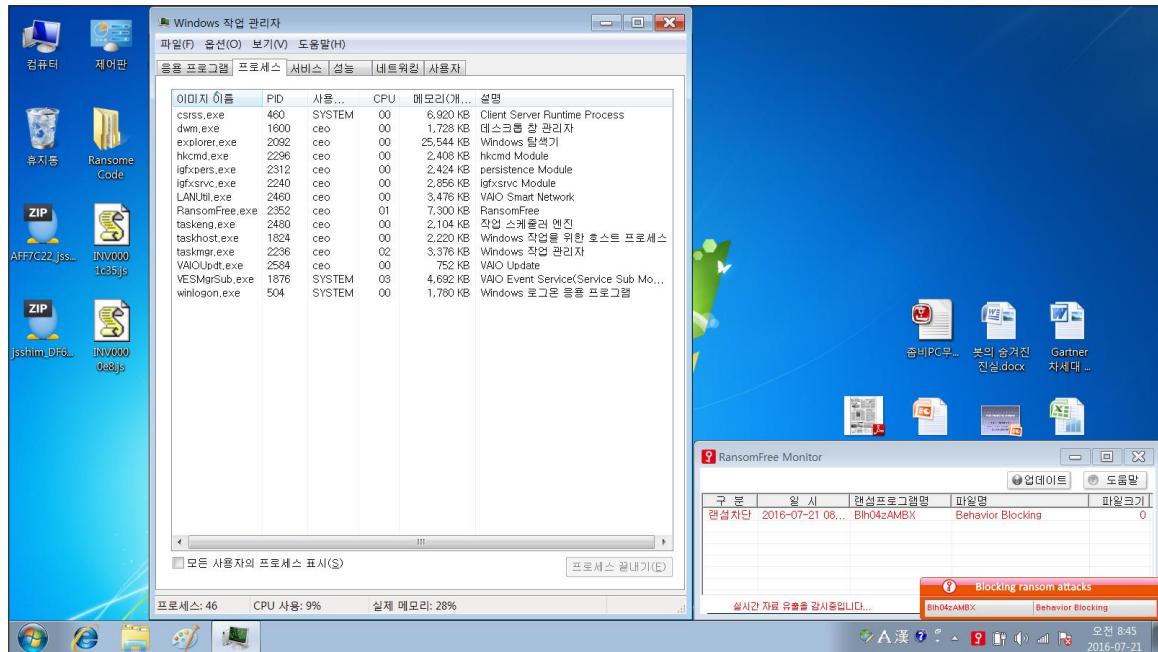 컴퓨터
제어판
휴지통
Ransome Code
ZIP
AFF7C22_jss...
INV000 1c35.js
ZIP
jsshim_DF6...
INV000 0e8.js
Windows 작업 관리자
파일(F) 옵션(O) 보기(V) 도움말(H)
응용 프로그램 프로세스 서비스 성능 네트워킹 사용자
이미지 이름 PID 사용... CPU 메모리(개... 설명
csrss.exe 460 SYSTEM 00 6,920 KB Client Server Runtime Process
dwm.exe 1600 ceo 00 1,728 KB 데스크톱 창 관리자
explorer.exe 2092 ceo 00 25,544 KB Windows 탐색기
hkcmd.exe 2296 ceo 00 2,408 KB hkcmd Module
igfxpers.exe 2312 ceo 00 2,424 KB persistence Module
igfxsrvc.exe 2240 ceo 00 2,856 KB igfxsrvc Module
LANUtil.exe 2460 ceo 00 3,476 KB VAIO Smart Network
RansomFree.exe 2352 ceo 01 7,300 KB RansomFree
taskeng.exe 2480 ceo 00 2,104 KB 작업 스케줄러 엔진
taskhost.exe 1824 ceo 00 2,220 KB Windows 작업을 위한 호스트 프로세스
taskmgr.exe 2236 ceo 02 3,376 KB Windows 작업 관리자
VAIOUpdt.exe 2584 ceo 00 752 KB VAIO Update
VESMgrSub.exe 1876 SYSTEM 03 4,692 KB VAIO Event Service(Service Sub Mo...
winlogon.exe 504 SYSTEM 00 1,780 KB Windows 로그온 응용 프로그램
모든 사용자의 프로세스 표시(S)
프로세스 끝내기(E)
프로세스: 46 CPU 사용: 9% 실제 메모리: 28%
좀비PC무...
봇의 숨겨진 진실.docx
Gartner 차세대 ...
RansomFree Monitor
업데이트 도움말
구 분 일 시 랜섬프로그램명 파일명 파일크기
랜섬차단 2016-07-21 08... Blh04zAMBX Behavior Blocking 0
실시간 자료 유출을 감시중입니다...
Blocking ransom attacks
Blh04zAMBX Behavior Blocking
A 漢
오전 8:45
2016-07-21